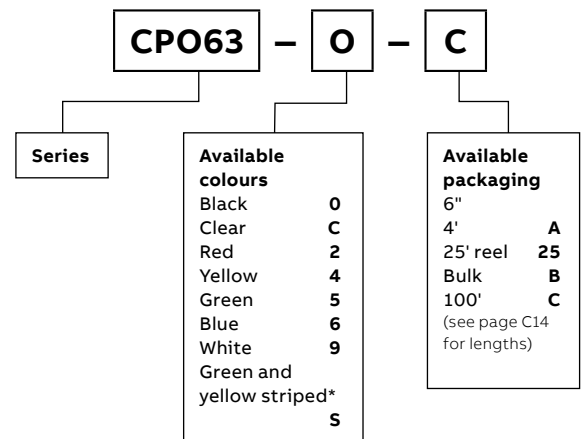 CPO63 – O – C
Series
Available
colours
Black 0
Clear C
Red 2
Yellow 4
Green 5
Blue 6
White 9
Green and
yellow striped*
S
Available
packaging
6"
4' A
25' reel 25
Bulk B
100' C
(see page C14
for lengths)